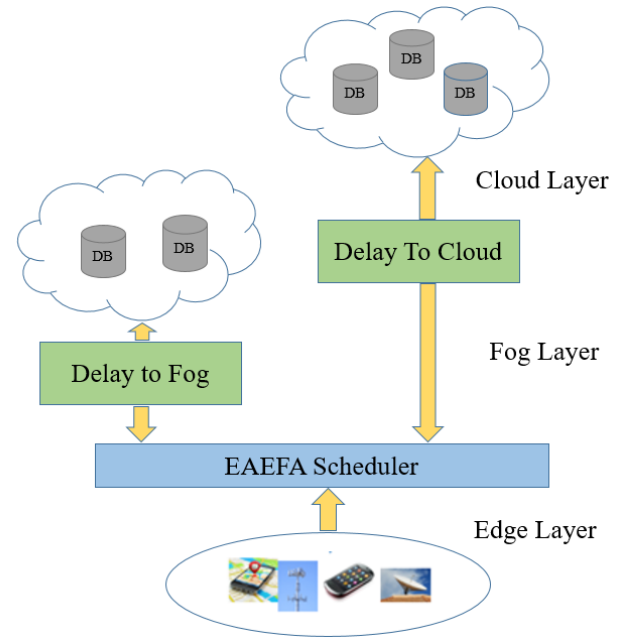 DB
DB
DB
Cloud Layer
DB
DB
Delay To Cloud
Fog Layer
Delay to Fog
EAEFA Scheduler
Edge Layer